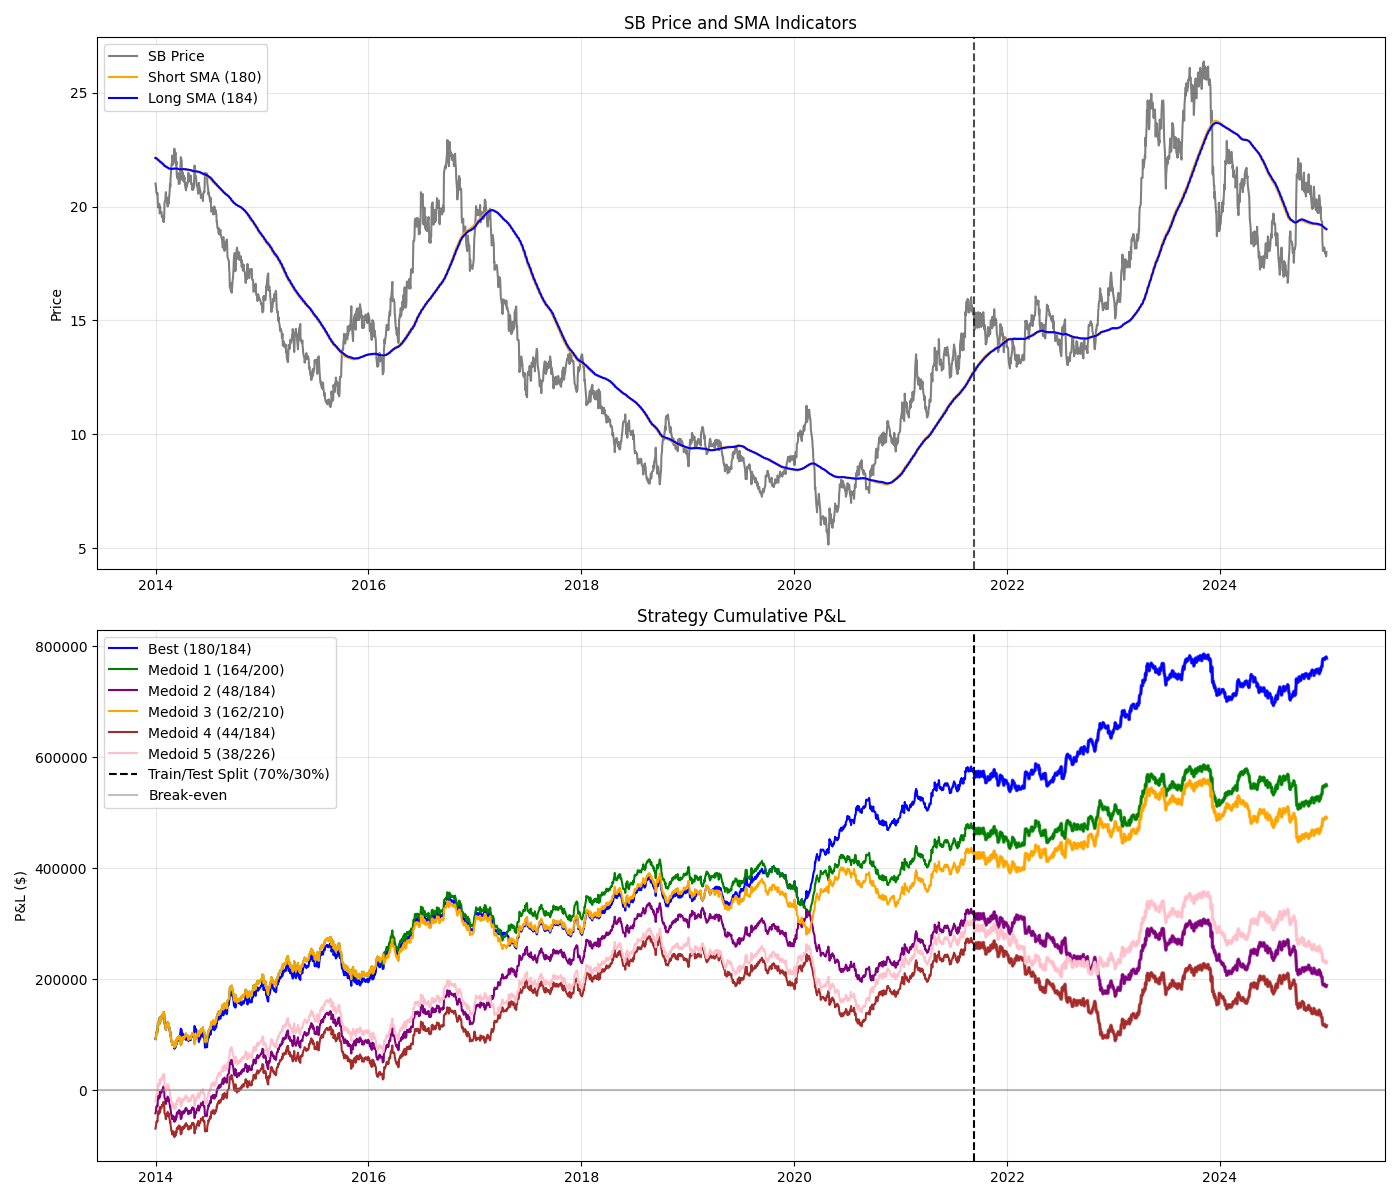 SB Price and SMA Indicators
SB Price
Short SMA (180)
Long SMA (184)
Price
25
20
15
10
5
2014
2016
2018
2020
2022
2024
Strategy Cumulative P&L
Best (180/184)
Medoid 1 (164/200)
Medoid 2 (48/184)
Medoid 3 (162/210)
Medoid 4 (44/184)
Medoid 5 (38/226)
Train/Test Split (70%/30%)
Break-even
P&L ($)
800000
600000
400000
200000
0
2014
2016
2018
2020
2022
2024